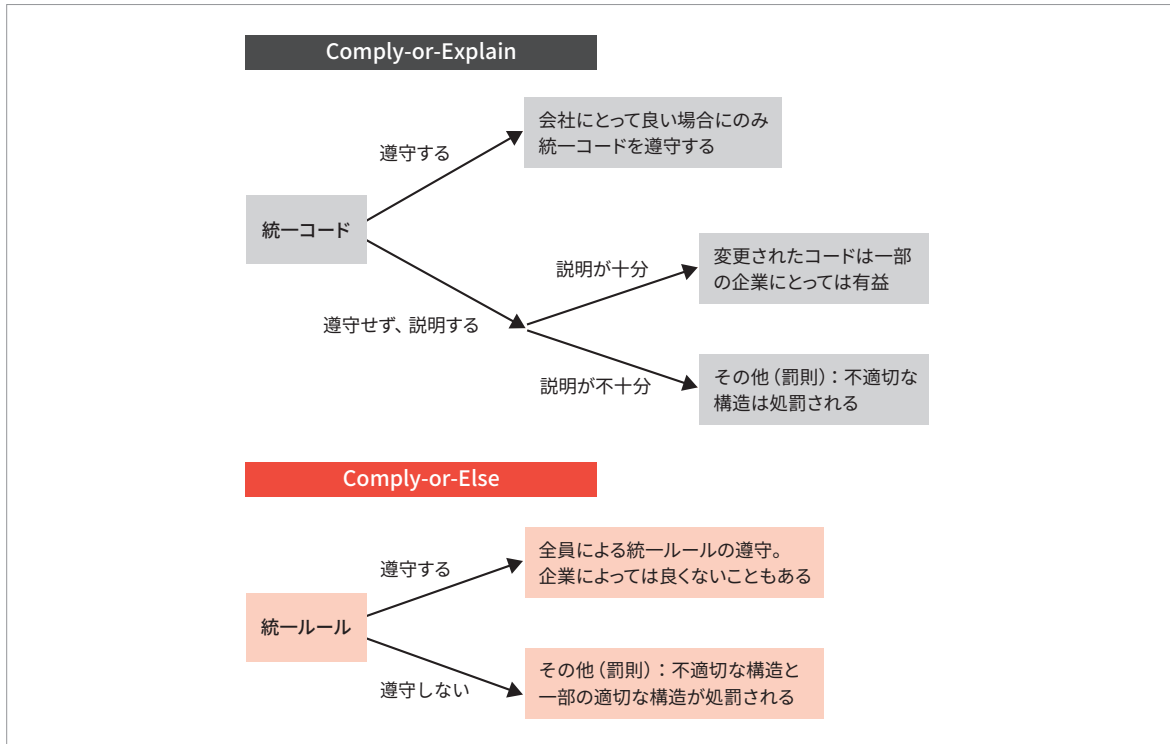 Comply-or-Explain
会社にとって良い場合にのみ
統一コードを遵守する
遵守する
統一コード
変更されたコードは一部
の企業にとっては有益
説明が十分
遵守せず、説明する
説明が不十分
その他（罰則）：不適切な
構造は処罰される
Comply-or-Else
全員による統一ルールの遵守。
企業によっては良くないこともある
遵守する
統一ルール
その他（罰則）：不適切な構造と
一部の適切な構造が処罰される
遵守しない